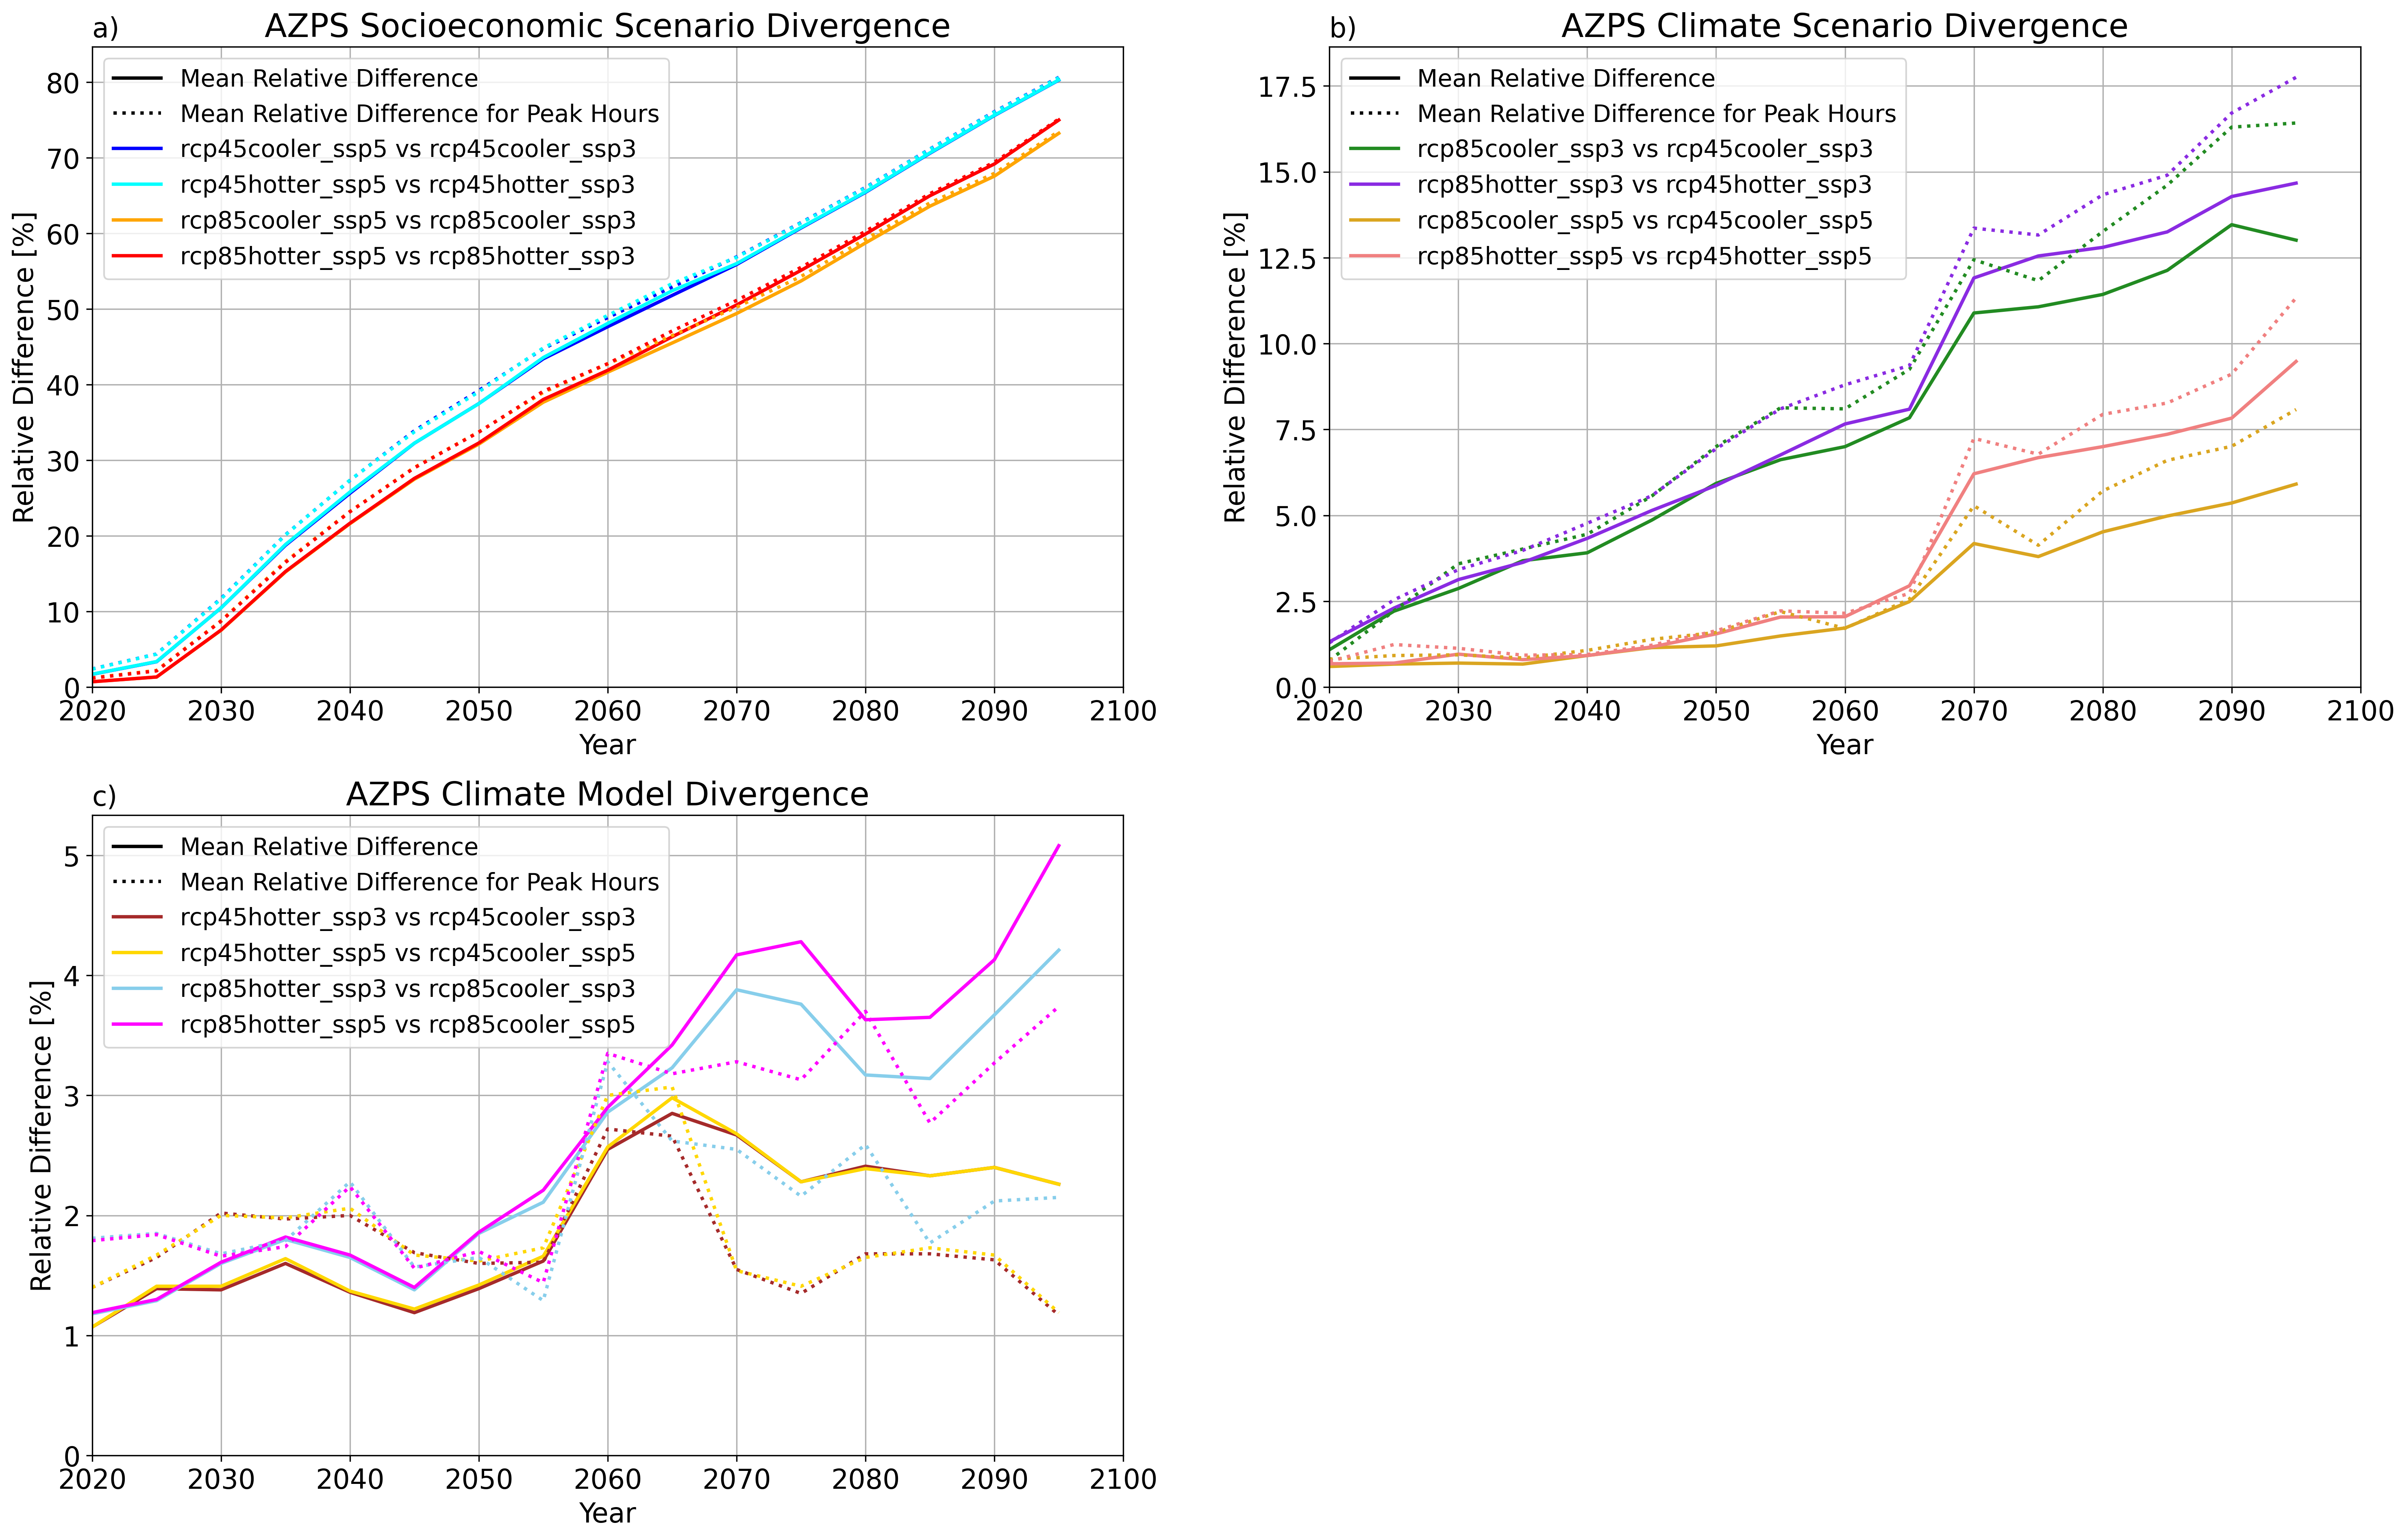 a)
AZPS Socioeconomic Scenario Divergence
Relative Difference [%]
80
70
60
50
40
30
20
10
0
Mean Relative Difference
Mean Relative Difference for Peak Hours
rcp45cooler_ssp5 vs rcp45cooler_ssp3
rcp45hotter_ssp5 vs rcp45hotter_ssp3
rcp85cooler_ssp5 vs rcp85cooler_ssp3
rcp85hotter_ssp5 vs rcp85hotter_ssp3
2020 2030 2040 2050 2060 2070 2080 2090 2100
Year
b)
AZPS Climate Scenario Divergence
Relative Difference [%]
17.5
15.0
12.5
10.0
7.5
5.0
2.5
0.0
Mean Relative Difference
Mean Relative Difference for Peak Hours
rcp85cooler_ssp3 vs rcp45cooler_ssp3
rcp85hotter_ssp3 vs rcp45hotter_ssp3
rcp85cooler_ssp5 vs rcp45cooler_ssp5
rcp85hotter_ssp5 vs rcp45hotter_ssp5
2020 2030 2040 2050 2060 2070 2080 2090 2100
Year
c)
AZPS Climate Model Divergence
Relative Difference [%]
5
4
3
2
1
0
Mean Relative Difference
Mean Relative Difference for Peak Hours
rcp45hotter_ssp3 vs rcp45cooler_ssp3
rcp45hotter_ssp5 vs rcp45cooler_ssp5
rcp85hotter_ssp3 vs rcp85cooler_ssp3
rcp85hotter_ssp5 vs rcp85cooler_ssp5
2020 2030 2040 2050 2060 2070 2080 2090 2100
Year